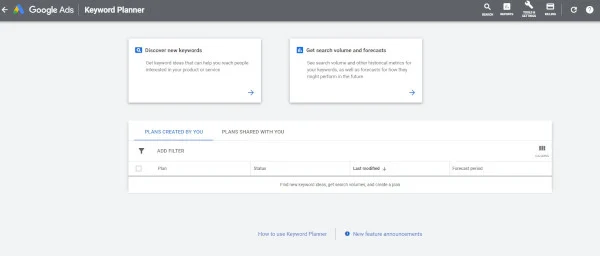 Google Ads Keyword Planner
SEARCH REPORTS TOOLS & SETTINGS BILLING
Discover new keywords
Get keyword ideas that can help you reach people
interested in your product or service
Get search volume and forecasts
See search volume and other historical metrics for
your keywords, as well as forecasts for how they
might perform in the future
PLANS CREATED BY YOU PLANS SHARED WITH YOU
ADD FILTER
COLUMNS
Plan Status Last modified Forecast period
Find new keyword ideas, get search volumes, and create a plan
How to use Keyword Planner New feature announcements